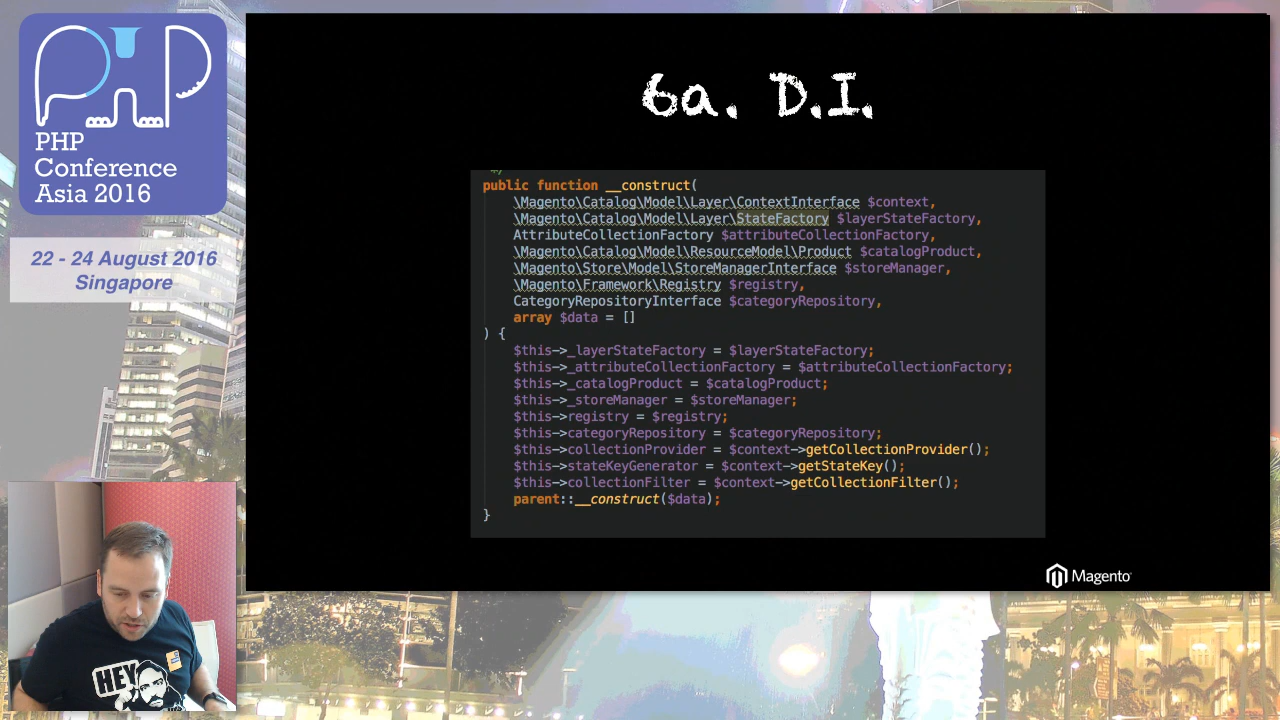 PHP
PHP
Conference
Asia 2016
22 - 24 August 2016
Singapore
6a. D.I.
*/
public function __construct(
\Magento\Catalog\Model\Layer\ContextInterface $context,
\Magento\Catalog\Model\Layer\StateFactory $layerStateFactory,
AttributeCollectionFactory $attributeCollectionFactory,
\Magento\Catalog\Model\ResourceModel\Product $catalogProduct,
\Magento\Store\Model\StoreManagerInterface $storeManager,
\Magento\Framework\Registry $registry,
CategoryRepositoryInterface $categoryRepository,
array $data = []
) {
$this->_layerStateFactory = $layerStateFactory;
$this->_attributeCollectionFactory = $attributeCollectionFactory;
$this->_catalogProduct = $catalogProduct;
$this->_storeManager = $storeManager;
$this->registry = $registry;
$this->categoryRepository = $categoryRepository;
$this->collectionProvider = $context->getCollectionProvider();
$this->stateKeyGenerator = $context->getStateKey();
$this->collectionFilter = $context->getCollectionFilter();
parent::__construct($data);
}
Magento
HEY